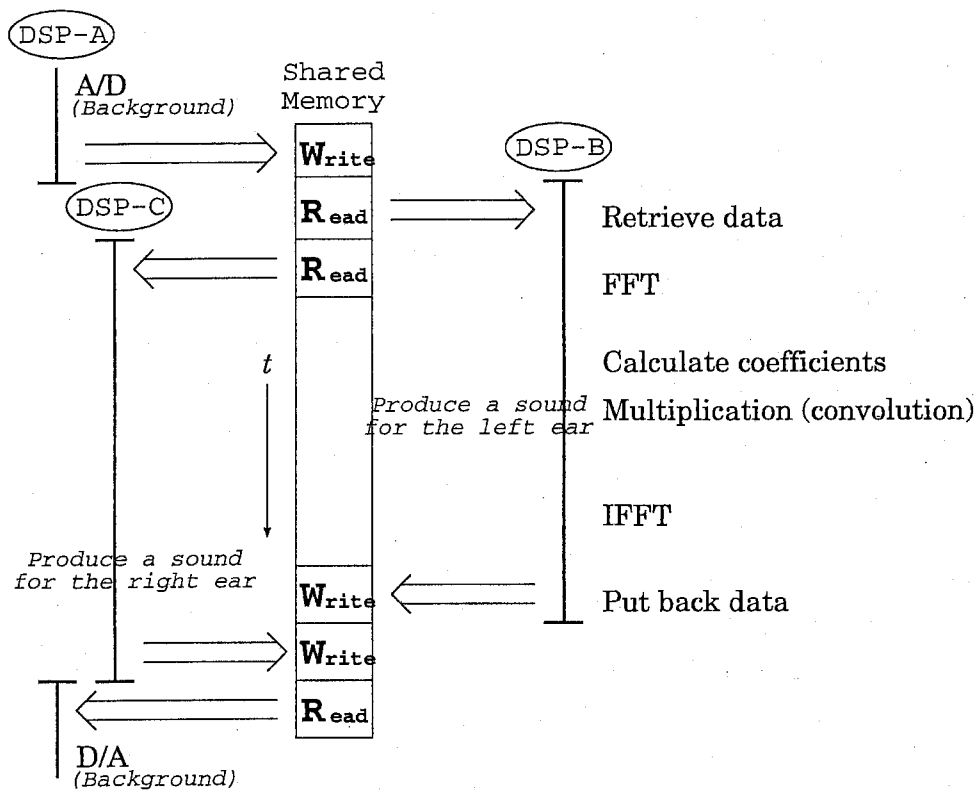 DSP-A
A/D
(Background)
Shared
Memory
Write
DSP-B
DSP-C
Read
Retrieve data
Read
FFT
t
Calculate coefficients
Produce a sound
for the left ear
Multiplication (convolution)
IFFT
Produce a sound
for the right ear
Write
Put back data
Write
Read
D/A
(Background)